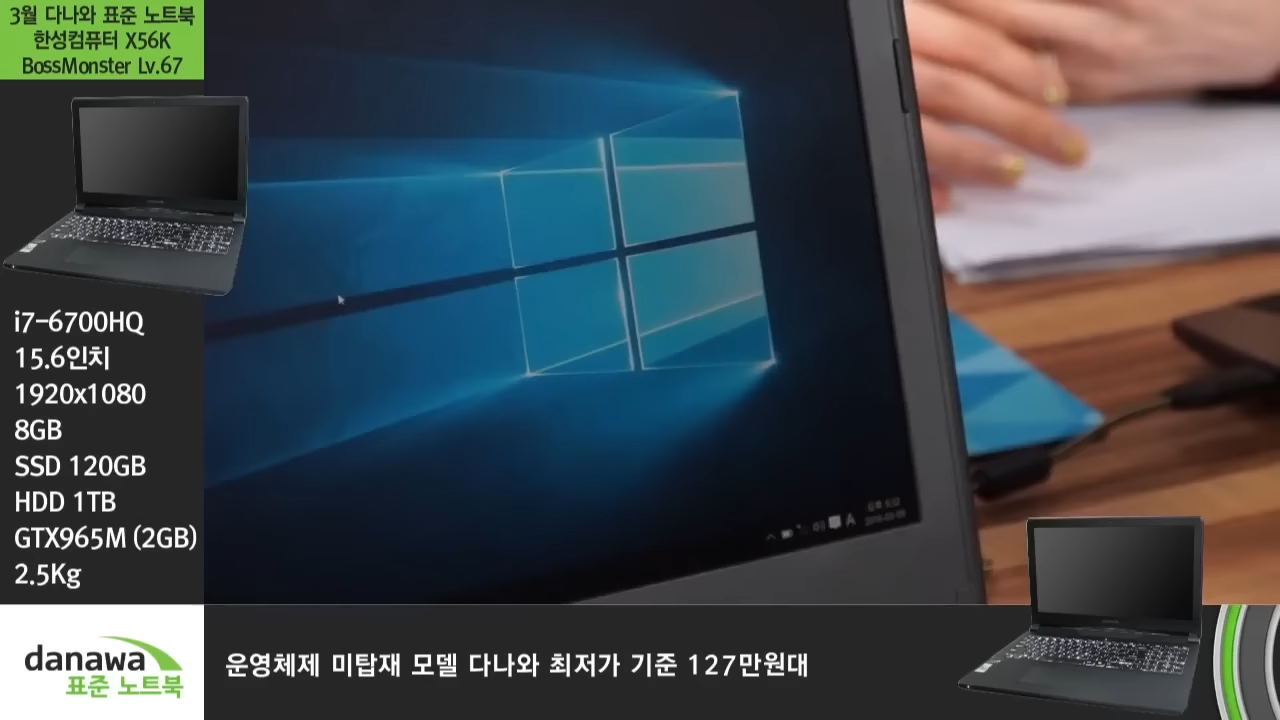 3월 다나와 표준 노트북
한성컴퓨터 X56K
BossMonster Lv.67
i7-6700HQ
15.6인치
1920x1080
8GB
SSD 120GB
HDD 1TB
GTX965M (2GB)
2.5Kg
A
danawa
표준 노트북
운영체제 미탑재 모델 다나와 최저가 기준 127만원대